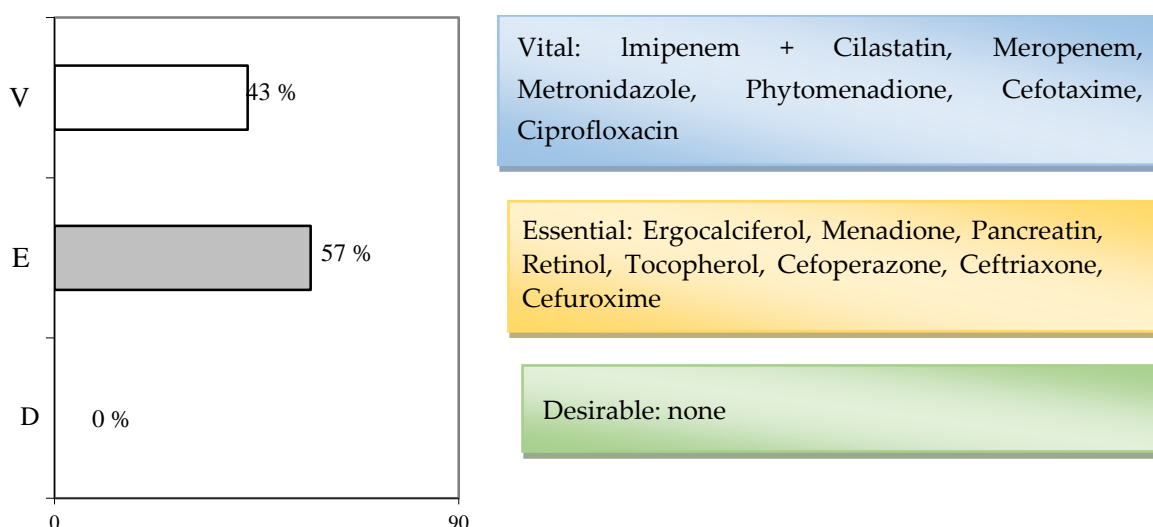 V
43 %
E
57 %
D
0 %
0
90
Vital: lmipenem + Cilastatin, Meropenem,
Metronidazole, Phytomenadione, Cefotaxime,
Ciprofloxacin
Essential: Ergocalciferol, Menadione, Pancreatin,
Retinol, Tocopherol, Cefoperazone, Ceftriaxone,
Cefuroxime
Desirable: none